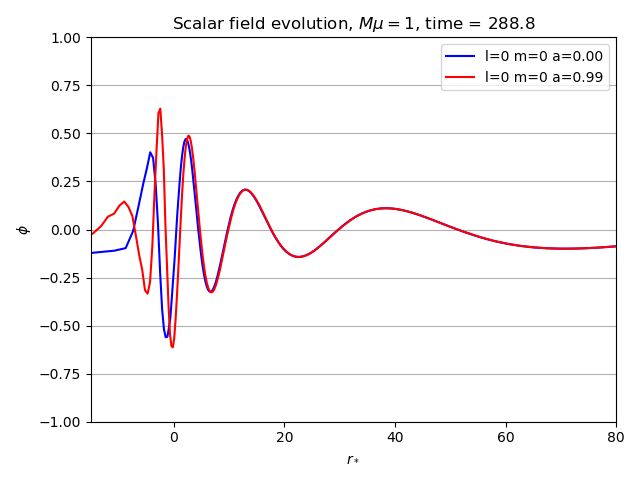 Scalar field evolution, $M\mu = 1$, time = 288.8
1.00
0.75
0.50
0.25
0.00
−0.25
−0.50
−0.75
−1.00
ϕ
l=0 m=0 a=0.00
l=0 m=0 a=0.99
0 20 40 60 80
r*